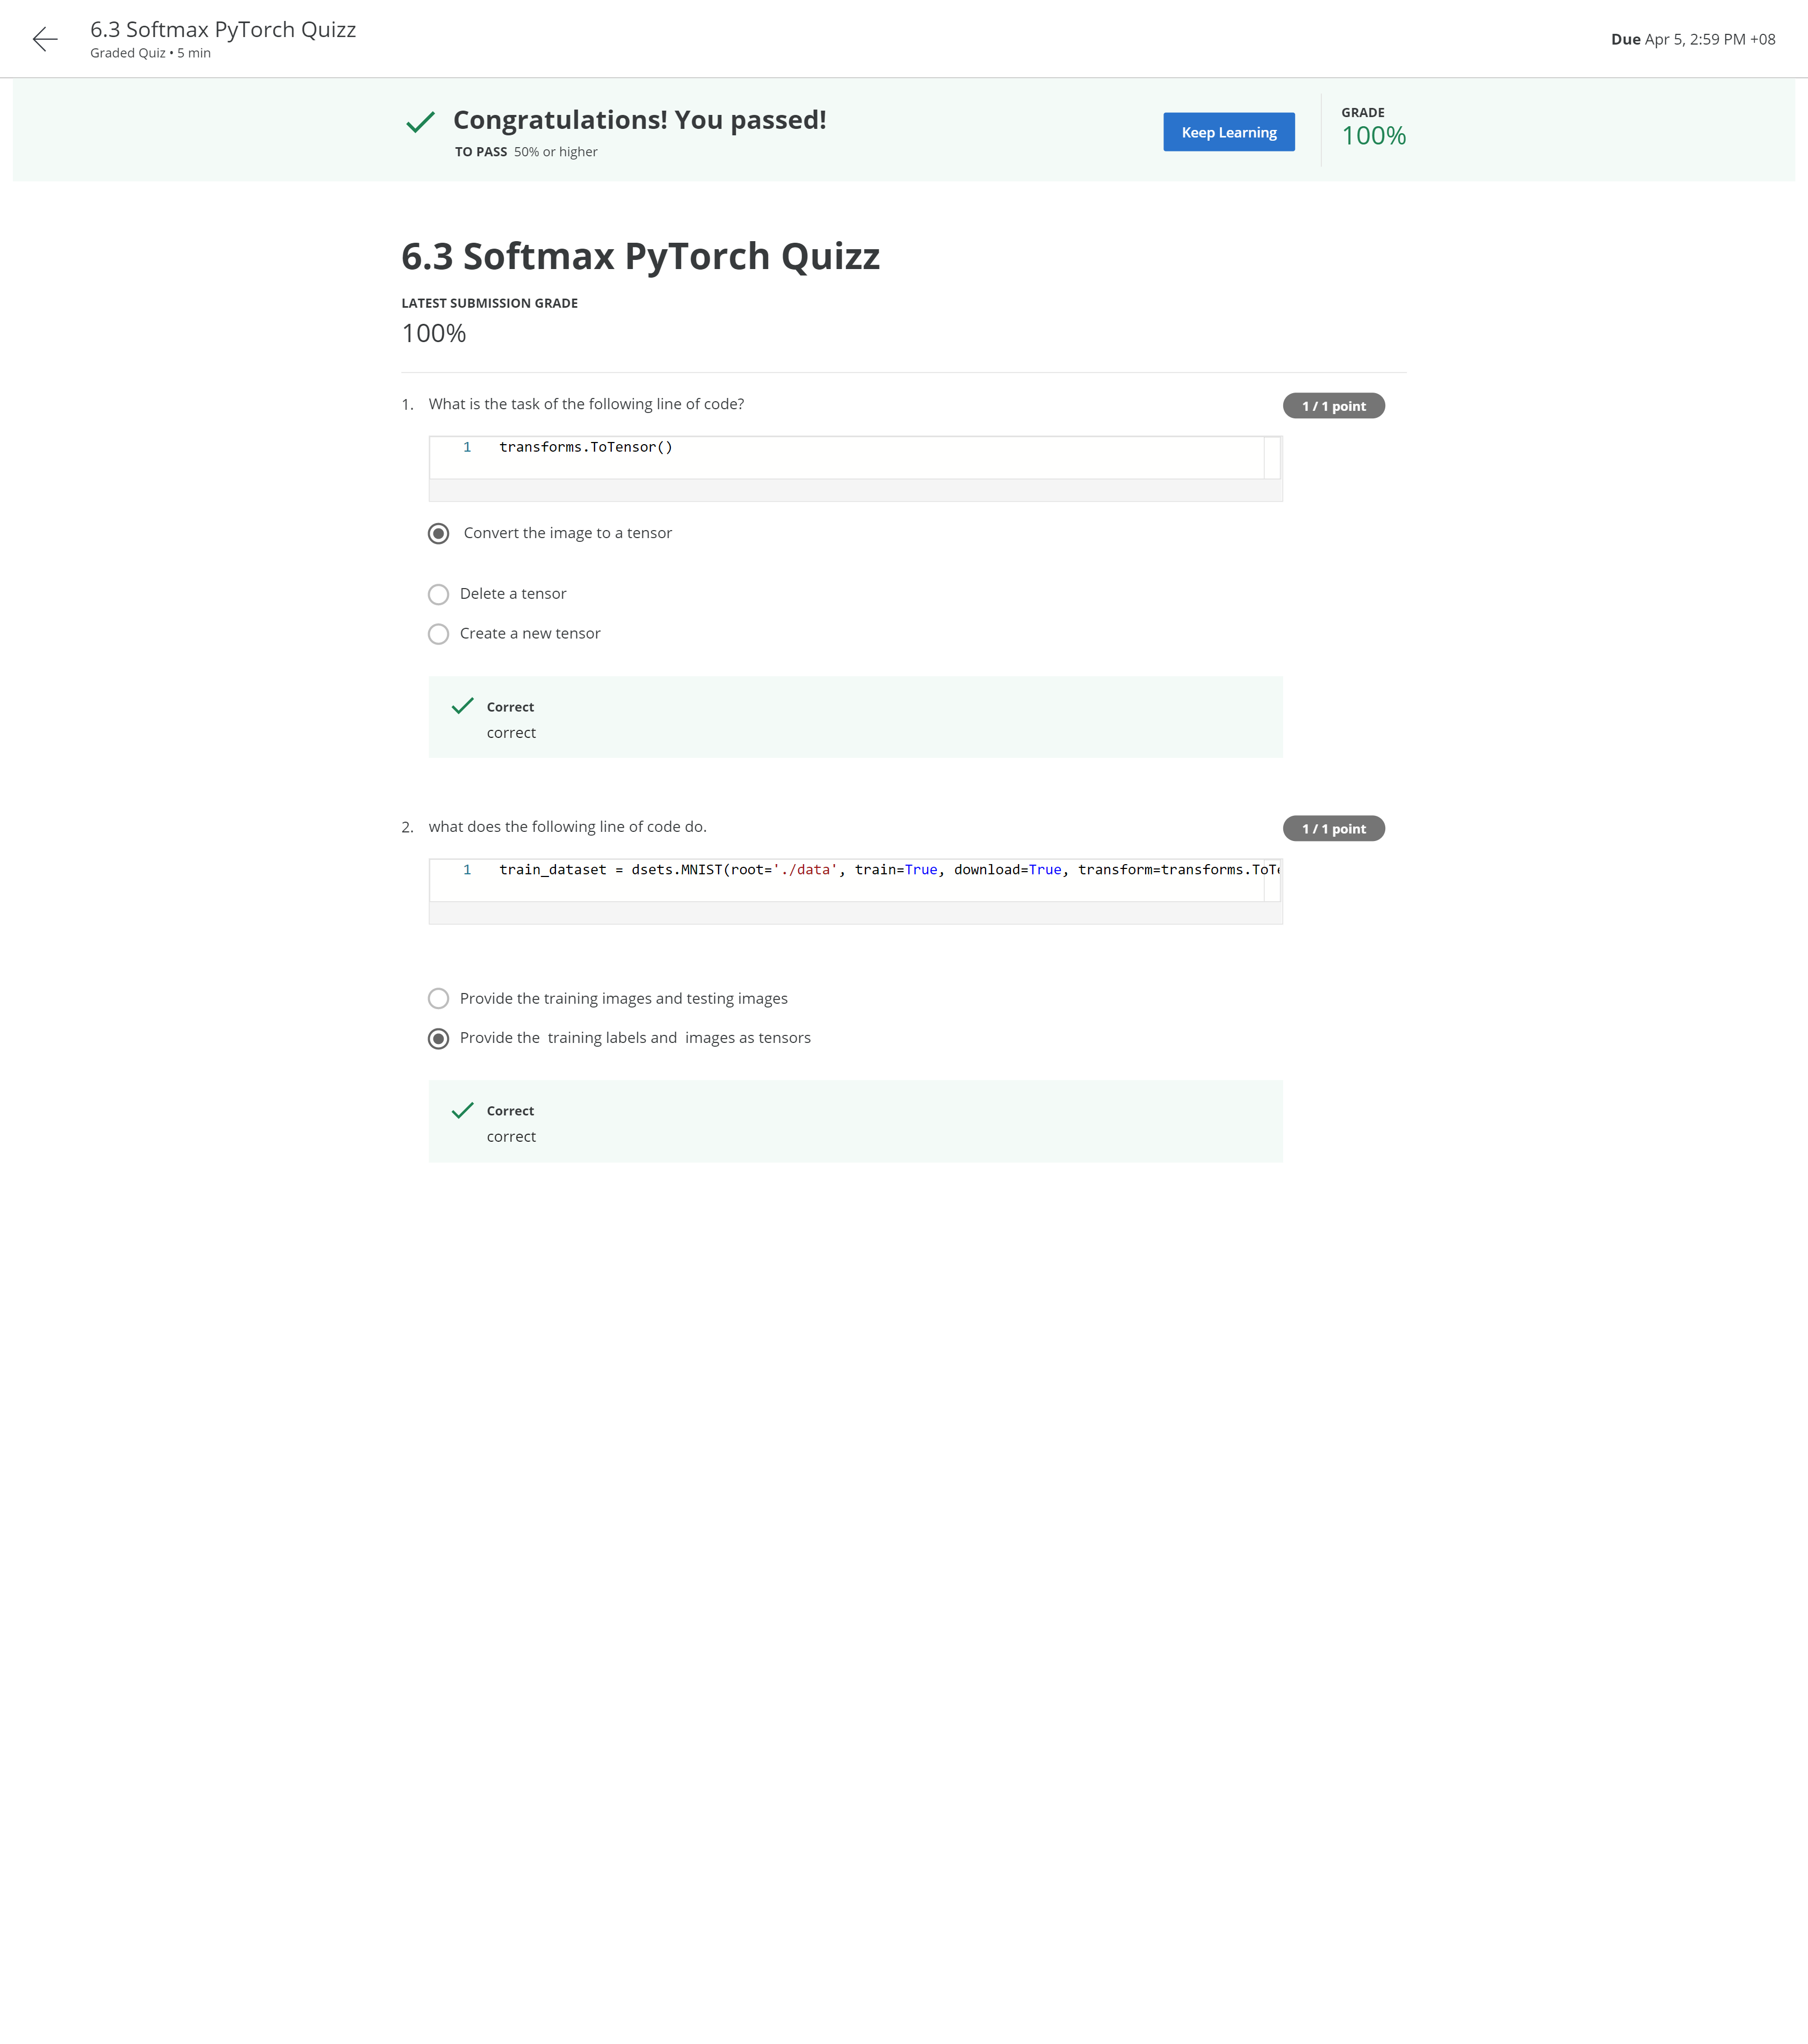 6.3 Softmax PyTorch Quizz
Graded Quiz • 5 min
Due Apr 5, 2:59 PM +08
Congratulations! You passed!
TO PASS 50% or higher
Keep Learning
GRADE
100%
6.3 Softmax PyTorch Quizz
LATEST SUBMISSION GRADE
100%
1. What is the task of the following line of code?
1 / 1 point
1 transforms.ToTensor()
Convert the image to a tensor
Delete a tensor
Create a new tensor
Correct
correct
2. what does the following line of code do.
1 / 1 point
1 train_dataset = dsets.MNIST(root='./data', train=True, download=True, transform=transforms.ToT
Provide the training images and testing images
Provide the  training labels and  images as tensors
Correct
correct